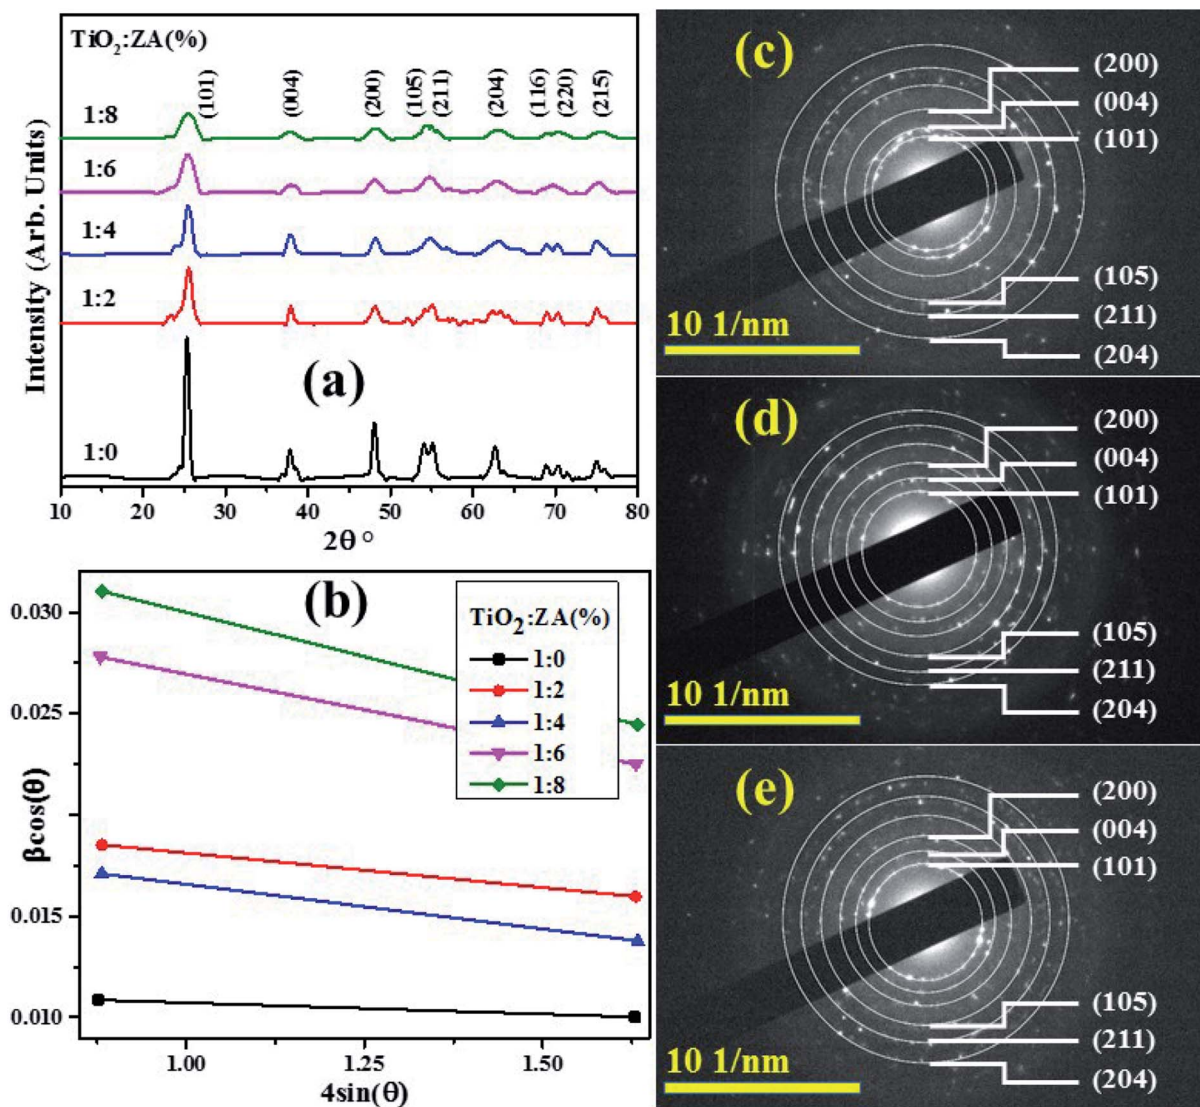 (a)
TiO2:ZA(%)
(101)
(004)
(200)
(105)
(211)
(204)
(116)
(220)
(215)
1:8
1:6
1:4
1:2
1:0
Intensity (Arb. Units)
10 20 30 40 50 60 70 80
2θ °
(b)
TiO2:ZA(%)
1:0
1:2
1:4
1:6
1:8
0.030
0.025
0.015
0.010
βcos(θ)
1.00 1.25 1.50
4sin(θ)
(c)
(200)
(004)
(101)
(105)
(211)
(204)
10 1/nm
(d)
(200)
(004)
(101)
(105)
(211)
(204)
10 1/nm
(e)
(200)
(004)
(101)
(105)
(211)
(204)
10 1/nm